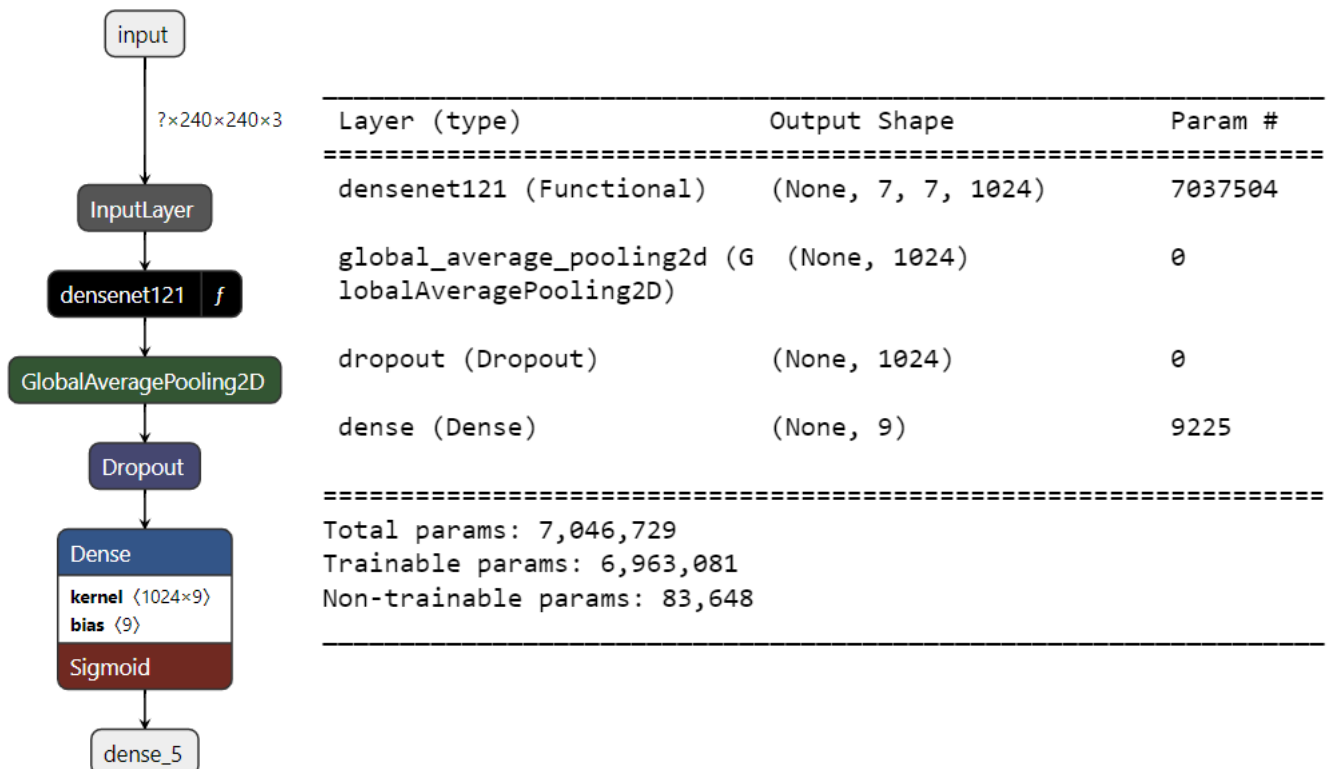 input
?×240×240×3
InputLayer
densenet121 f
GlobalAveragePooling2D
Dropout
Dense
kernel ⟨1024×9⟩
bias ⟨9⟩
Sigmoid
dense_5
Layer (type) Output Shape Param #
densenet121 (Functional) (None, 7, 7, 1024) 7037504
global_average_pooling2d (G (None, 1024) 0
lobalAveragePooling2D)
dropout (Dropout) (None, 1024) 0
dense (Dense) (None, 9) 9225
Total params: 7,046,729
Trainable params: 6,963,081
Non-trainable params: 83,648